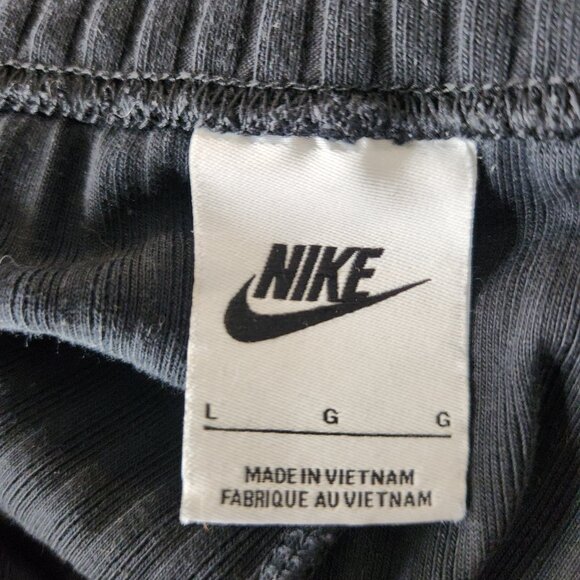 NIKE
L G G
MADE IN VIETNAM
FABRIQUE AU VIETNAM